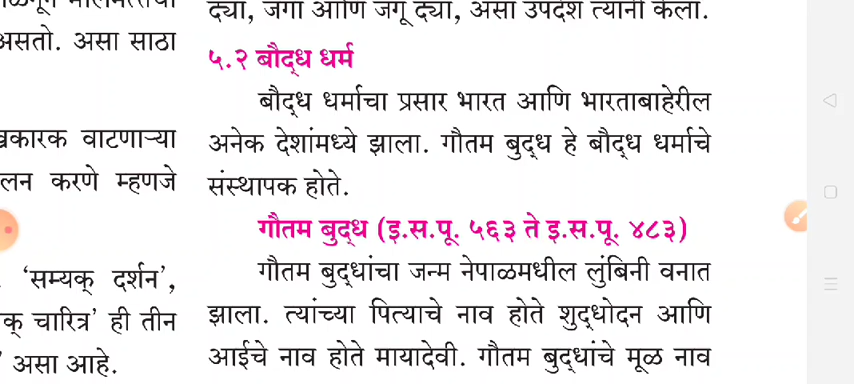 असतो. असा साठा
वाटणाऱ्या
करणे म्हणजे
‘सम्यक् दर्शन’,
चारित्र’ ही तीन
असा आहे.
द्या, जगा आणि जगू द्या, असा उपदेश त्यांनी केला.
५.२ बौद्ध धर्म
बौद्ध धर्माचा प्रसार भारत आणि भारताबाहेरील
अनेक देशांमध्ये झाला. गौतम बुद्ध हे बौद्ध धर्माचे
संस्थापक होते.
गौतम बुद्ध (इ.स.पू. ५६३ ते इ.स.पू. ४८३)
गौतम बुद्धांचा जन्म नेपाळमधील लुंबिनी वनात
झाला. त्यांच्या पित्याचे नाव होते शुद्धोदन आणि
आईचे नाव होते मायादेवी. गौतम बुद्धांचे मूळ नाव